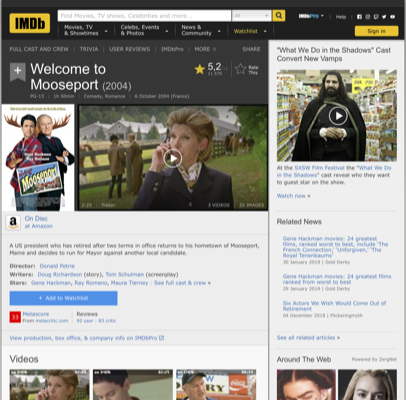 IMDb
Find Movies, TV shows, Celebrities and more...
All
IMDbPro
Help
Movies, TV
& Showtimes
Celebs, Events
& Photos
News &
Community
Watchlist
Sign in
FULL CAST AND CREW | TRIVIA | USER REVIEWS | IMDbPro | MORE
SHARE
Welcome to
Mooseport (2004)
5,2
Rate
This
PG-13 | 1h 50min | Comedy, Romance | 6 October 2004 (France)
Gene Hackman
Ray Romano
Welcome to
Mooseport
2:25 | Trailer
3 VIDEOS
25 IMAGES
On Disc
at Amazon
A US president who has retired after two terms in office returns to his hometown of Mooseport,
Maine and decides to run for Mayor against another local candidate.
Director: Donald Petrie
Writers: Doug Richardson (story), Tom Schulman (screenplay)
Stars: Gene Hackman, Ray Romano, Maura Tierney | See full cast & crew »
+ Add to Watchlist
33
Metascore
From metacritic.com
Reviews
92 user | 83 critic
View production, box office, & company info on IMDbPro
Videos
"What We Do in the Shadows" Cast
Convert New Vamps
At the SXSW Film Festival the "What We Do
in the Shadows" cast reveal who they want
to guest star on the show.
Watch now »
Related News
Gene Hackman movies: 24 greatest
films, ranked worst to best, include 'The
French Connection,' 'Unforgiven,' 'The
Royal Tenenbaums'
30 January 2019 | Gold Derby
Gene Hackman movies: 24 greatest
films ranked from worst to best
29 January 2019 | Gold Derby
Six Actors We Wish Would Come Out of
Retirement
04 December 2018 | Flickeringmyth
See all related articles »
Around The Web
Powered by ZergNet